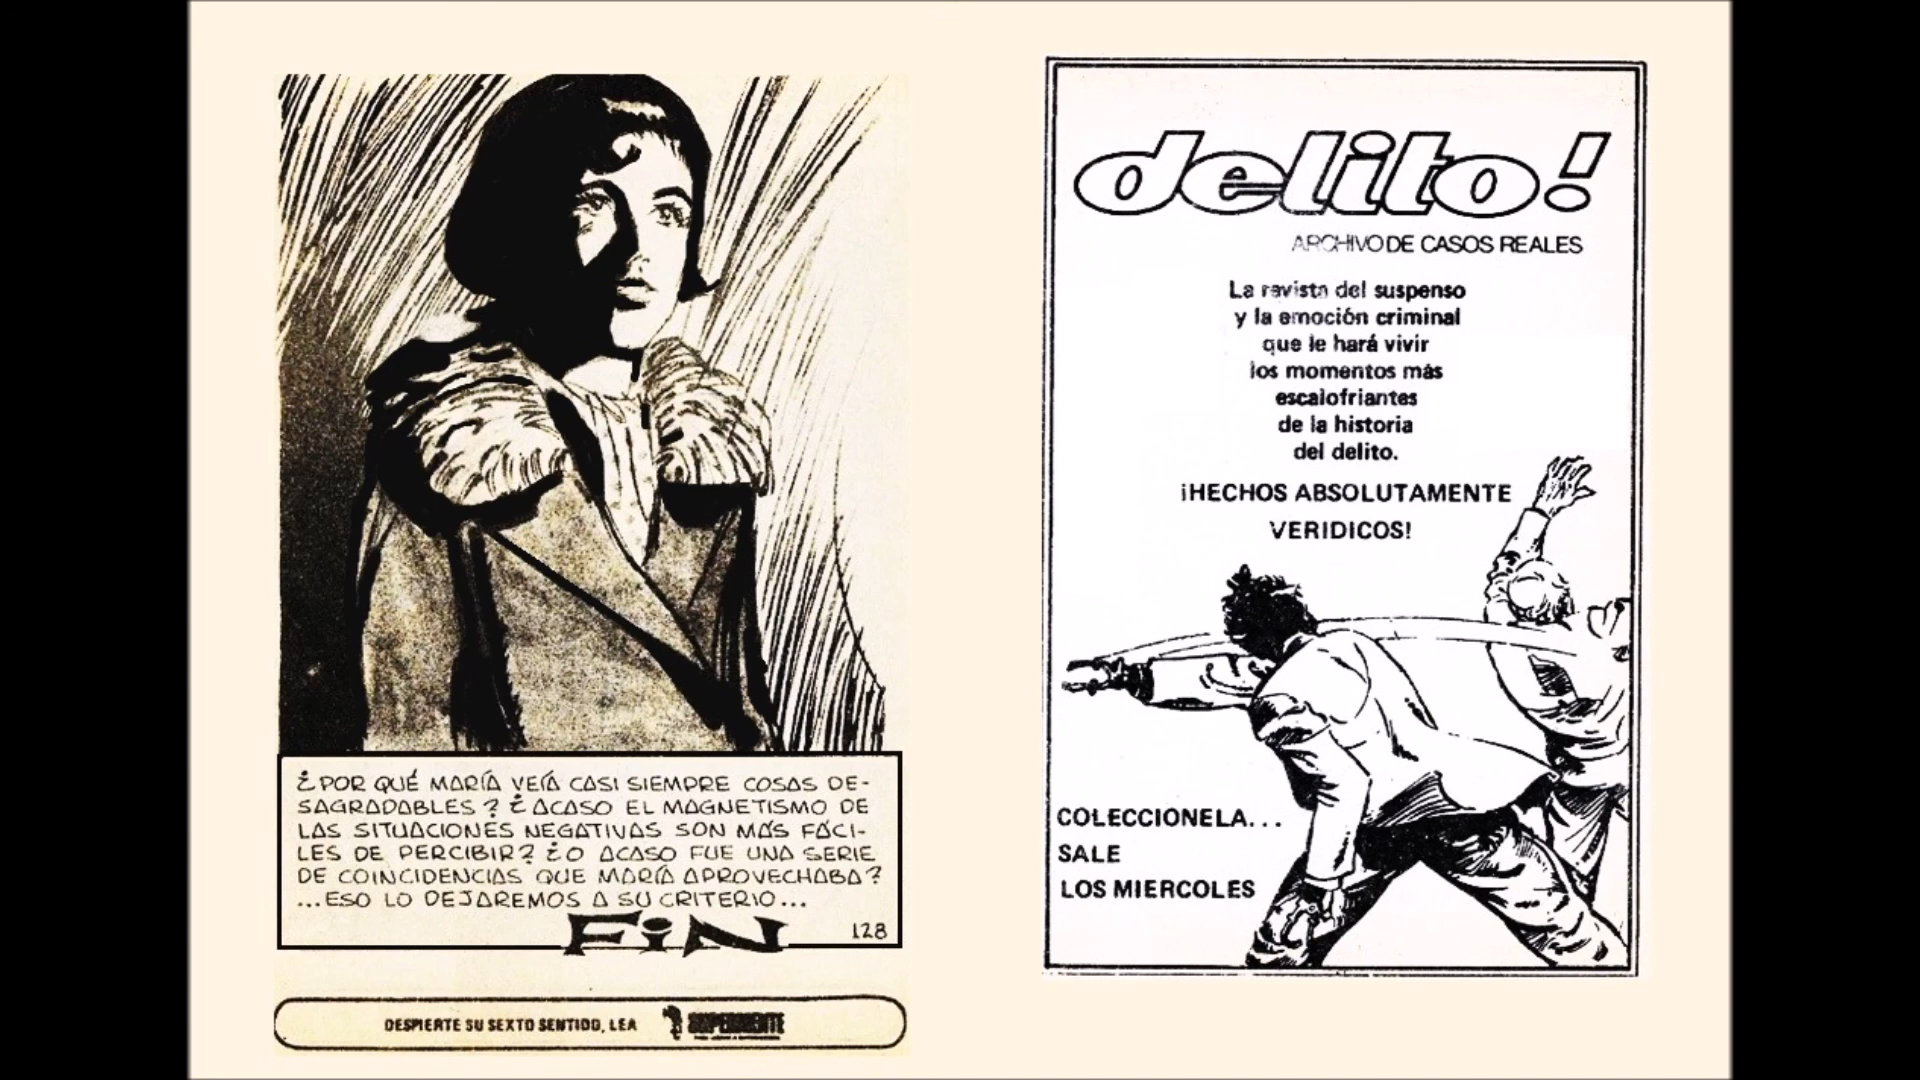 ¿POR QUÉ MARÍA VEÍA CASI SIEMPRE COSAS DE-
SAGRADABLES? ¿ACASO EL MAGNETISMO DE
LAS SITUACIONES NEGATIVAS SON MÁS FÁCI-
LES DE PERCIBIR? ¿O ACASO FUE UNA SERIE
DE COINCIDENCIAS QUE MARÍA APROVECHABA?
...ESO LO DEJAREMOS A SU CRITERIO...
FiN
128
DESPIERTE SU SEXTO SENTIDO, LEA
delito!
ARCHIVO DE CASOS REALES
La revista del suspenso
y la emoción criminal
que le hará vivir
los momentos más
escalofriantes
de la historia
del delito.
¡HECHOS ABSOLUTAMENTE
VERIDICOS!
COLECCIONELA...
SALE
LOS MIERCOLES